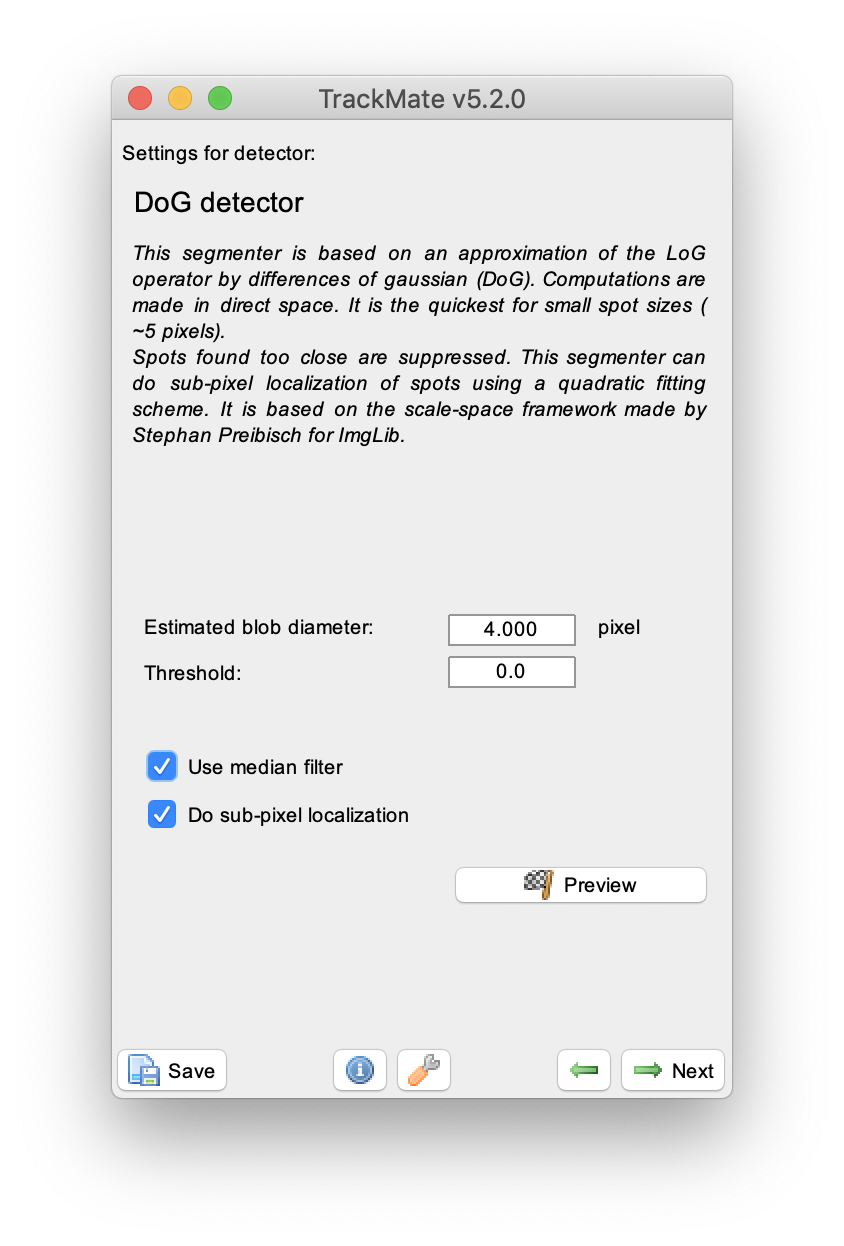 TrackMate v5.2.0
Settings for detector:
DoG detector
This segmenter is based on an approximation of the LoG
operator by differences of gaussian (DoG). Computations are
made in direct space. It is the quickest for small spot sizes (
~5 pixels).
Spots found too close are suppressed. This segmenter can
do sub-pixel localization of spots using a quadratic fitting
scheme. It is based on the scale-space framework made by
Stephan Preibisch for ImgLib.
Estimated blob diameter: 4.000 pixel
Threshold: 0.0
Use median filter
Do sub-pixel localization
Preview
Save Next